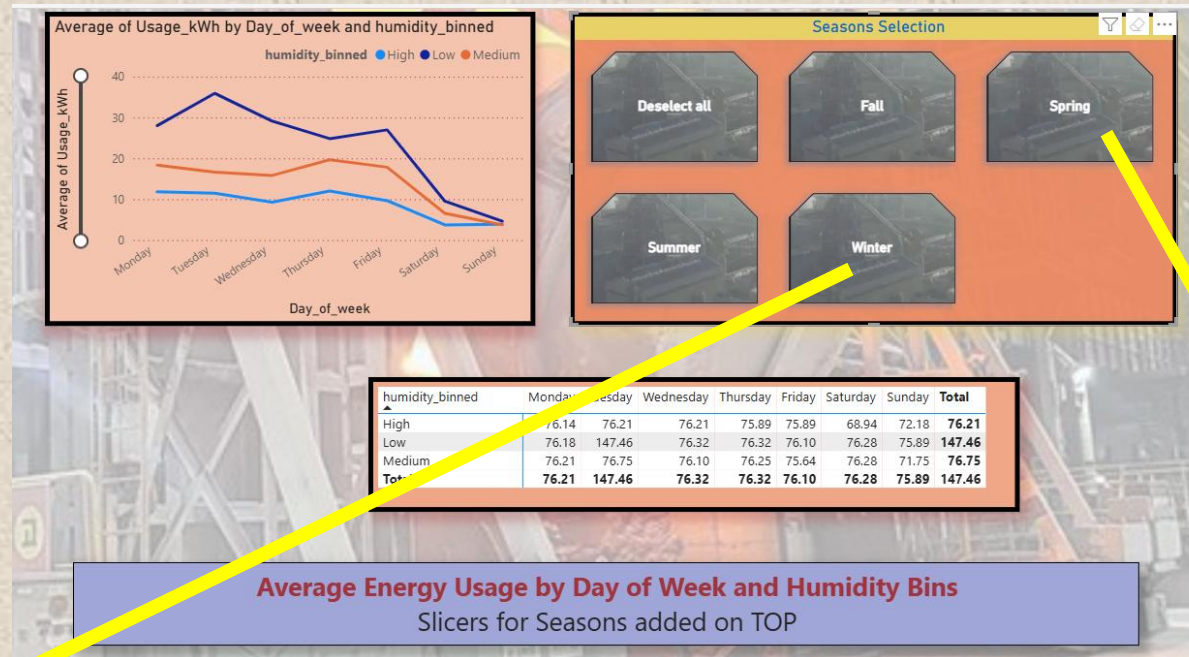 Average of Usage_kWh by Day_of_week and humidity_binned
humidity_binned High Low Medium
Average of Usage_kWh
40
30
20
10
0
Monday Tuesday Wednesday Thursday Friday Saturday Sunday
Day_of_week
Seasons Selection
Deselect all Fall Spring
Summer Winter
humidity_binned Monday Wednesday Thursday Friday Saturday Sunday Total
High 76.14 76.21 76.21 75.89 75.89 68.94 72.18 76.21
Low 76.18 147.46 76.32 76.32 76.10 76.28 75.89 147.46
Medium 76.21 76.75 76.10 76.25 75.64 76.28 71.75 76.75
Total 76.21 147.46 76.32 76.32 76.10 76.28 75.89 147.46
Average Energy Usage by Day of Week and Humidity Bins
Slicers for Seasons added on TOP